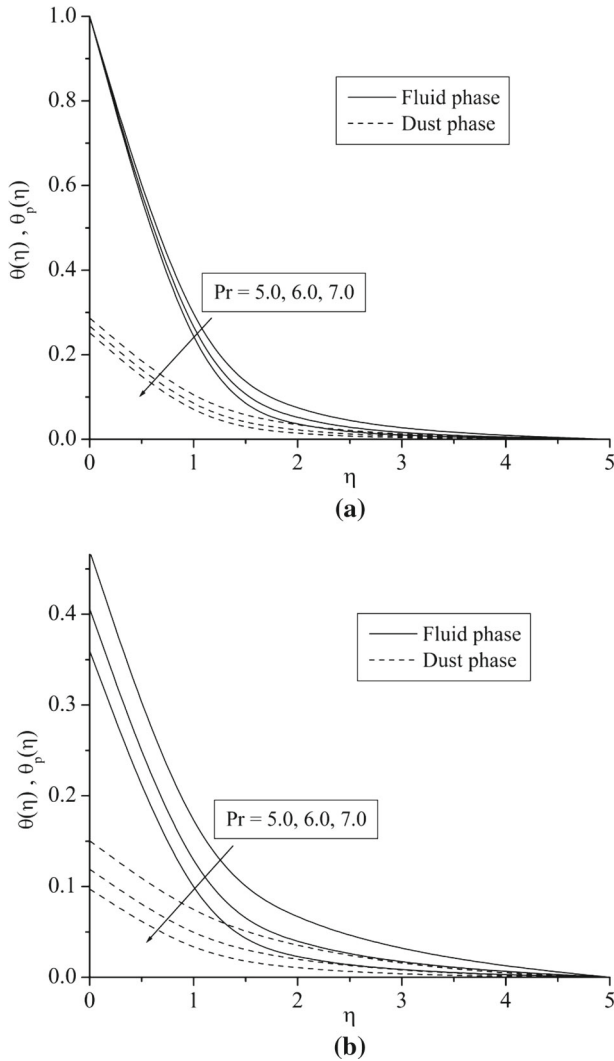 1.0
0.8
0.6
0.4
0.2
0.0
θ(η) , θp(η)
Fluid phase
Dust phase
Pr = 5.0, 6.0, 7.0
0 1 2 3 4 5
η
(a)
0.4
0.3
0.2
0.1
0.0
θ(η) , θp(η)
Fluid phase
Dust phase
Pr = 5.0, 6.0, 7.0
0 1 2 3 4 5
η
(b)